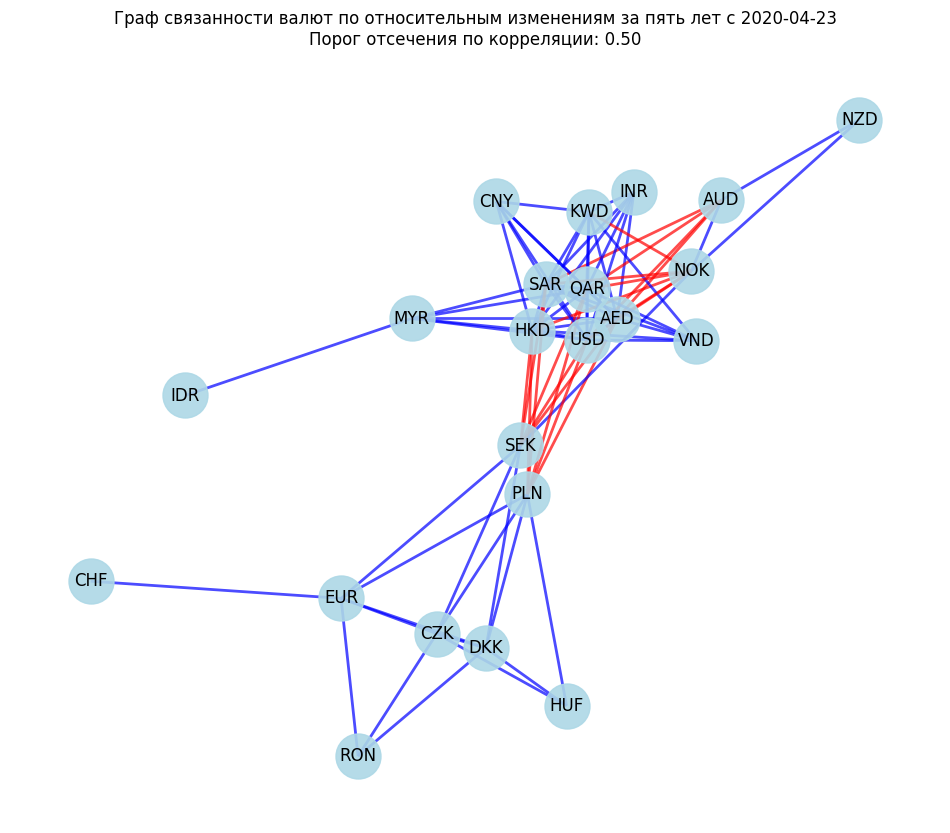 Граф связанности валют по относительным изменениям за пять лет с 2020-04-23
Порог отсечения по корреляции: 0.50
NZD
INR
AUD
CNY
KWD
NOK
SAR
QAR
MYR
AED
HKD
USD
VND
IDR
SEK
PLN
CHF
EUR
CZK
DKK
HUF
RON